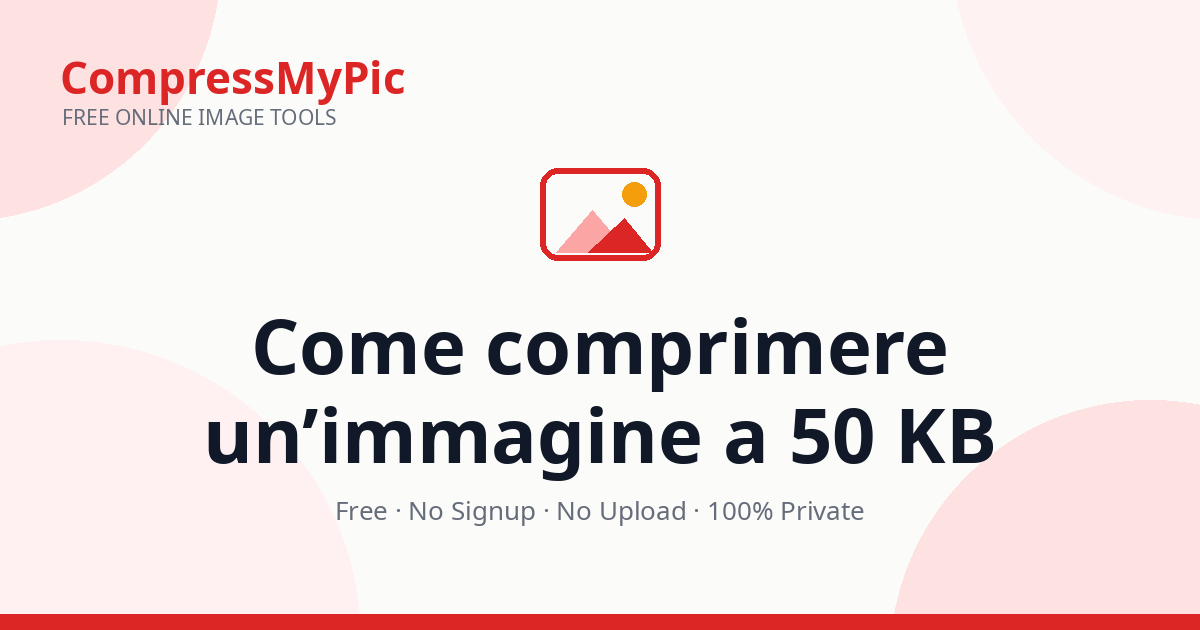 CompressMyPic
FREE ONLINE IMAGE TOOLS
Come comprimere
un’immagine a 50 KB
Free · No Signup · No Upload · 100% Private